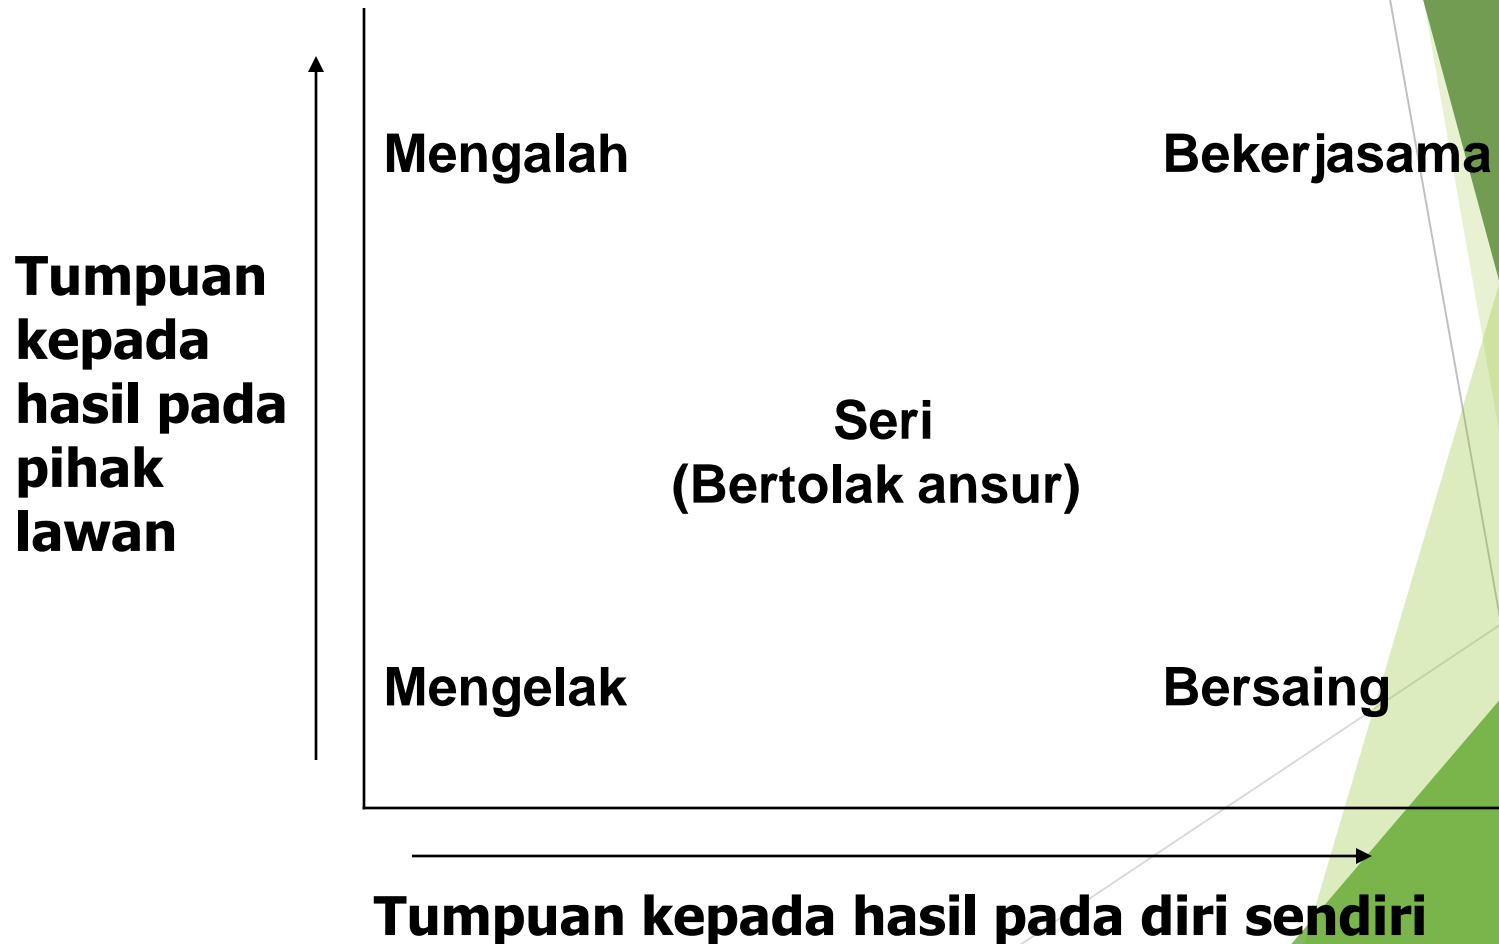 Mengalah
Bekerjasama
Tumpuan
kepada
hasil pada
pihak
lawan
Seri
(Bertolak ansur)
Mengelak
Bersaing
Tumpuan kepada hasil pada diri sendiri